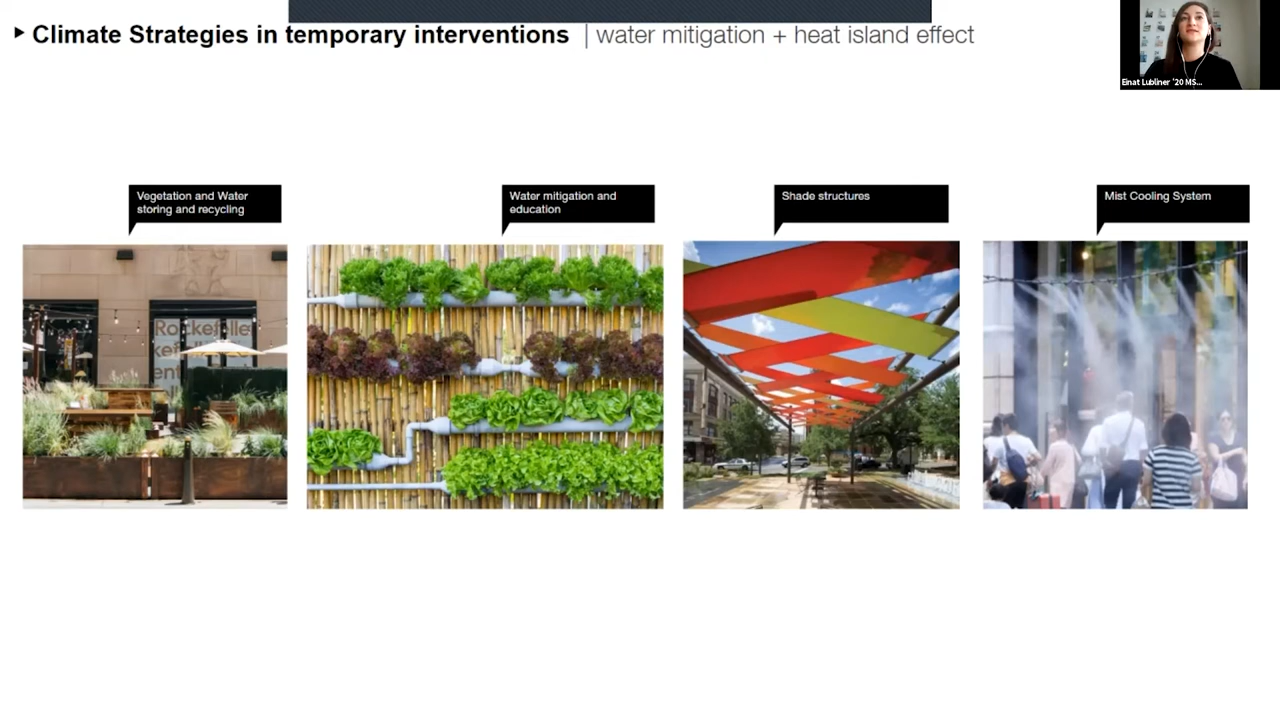 Climate Strategies in temporary interventions | water mitigation + heat island effect
Einat Lubliner '20 MS...
Vegetation and Water
storing and recycling
Water mitigation and
education
Shade structures
Mist Cooling System
Rockefelle